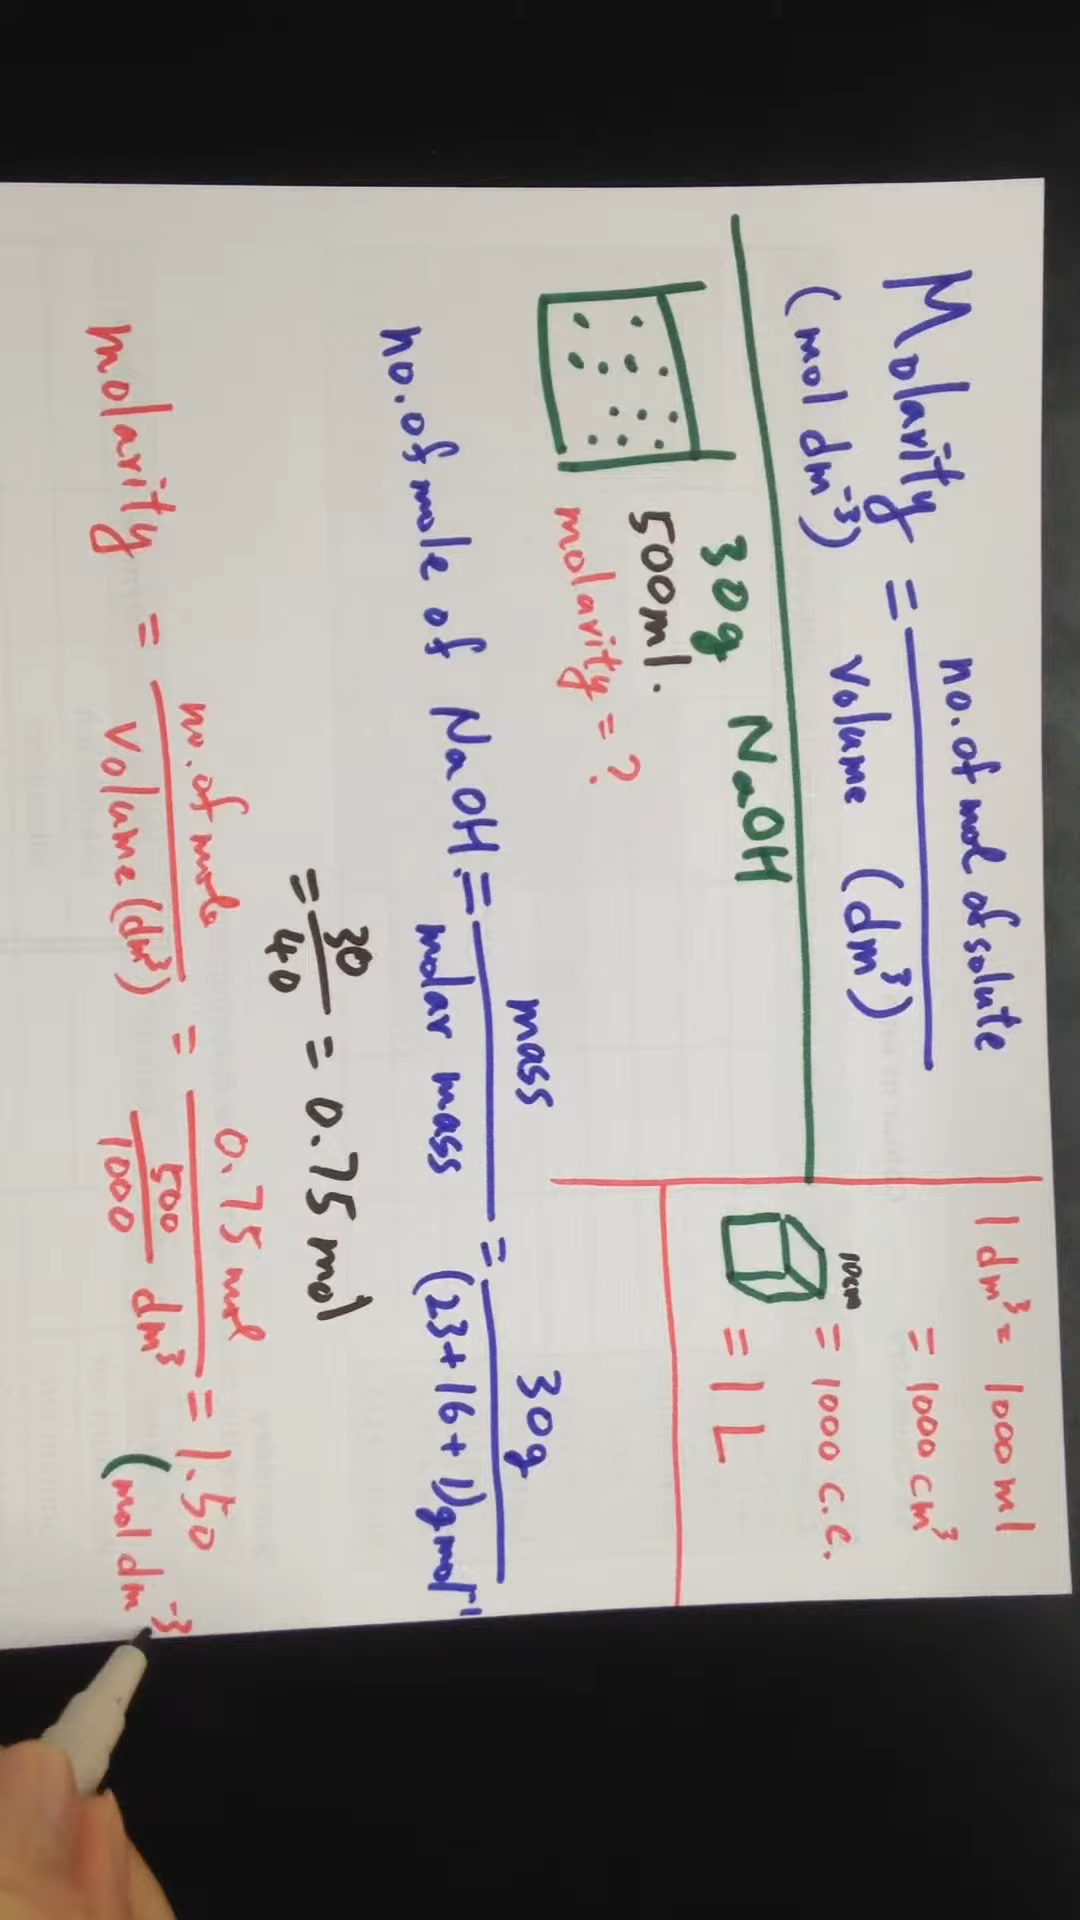 Molarity = no. of mol of solute
(mol dm⁻³) volume (dm³)
1 dm³ = 1000 ml
= 1000 cm³
10cm = 1000 c.c.
= 1 L
30g NaOH
500ml.
molarity = ?
no. of mole of NaOH = mass = 30g
molar mass (23+16+1)g mol⁻¹
= 30 = 0.75 mol
40
molarity = no. of mole = 0.75 mol = 1.50
volume (dm³) 500 dm³ (mol dm⁻³
1000